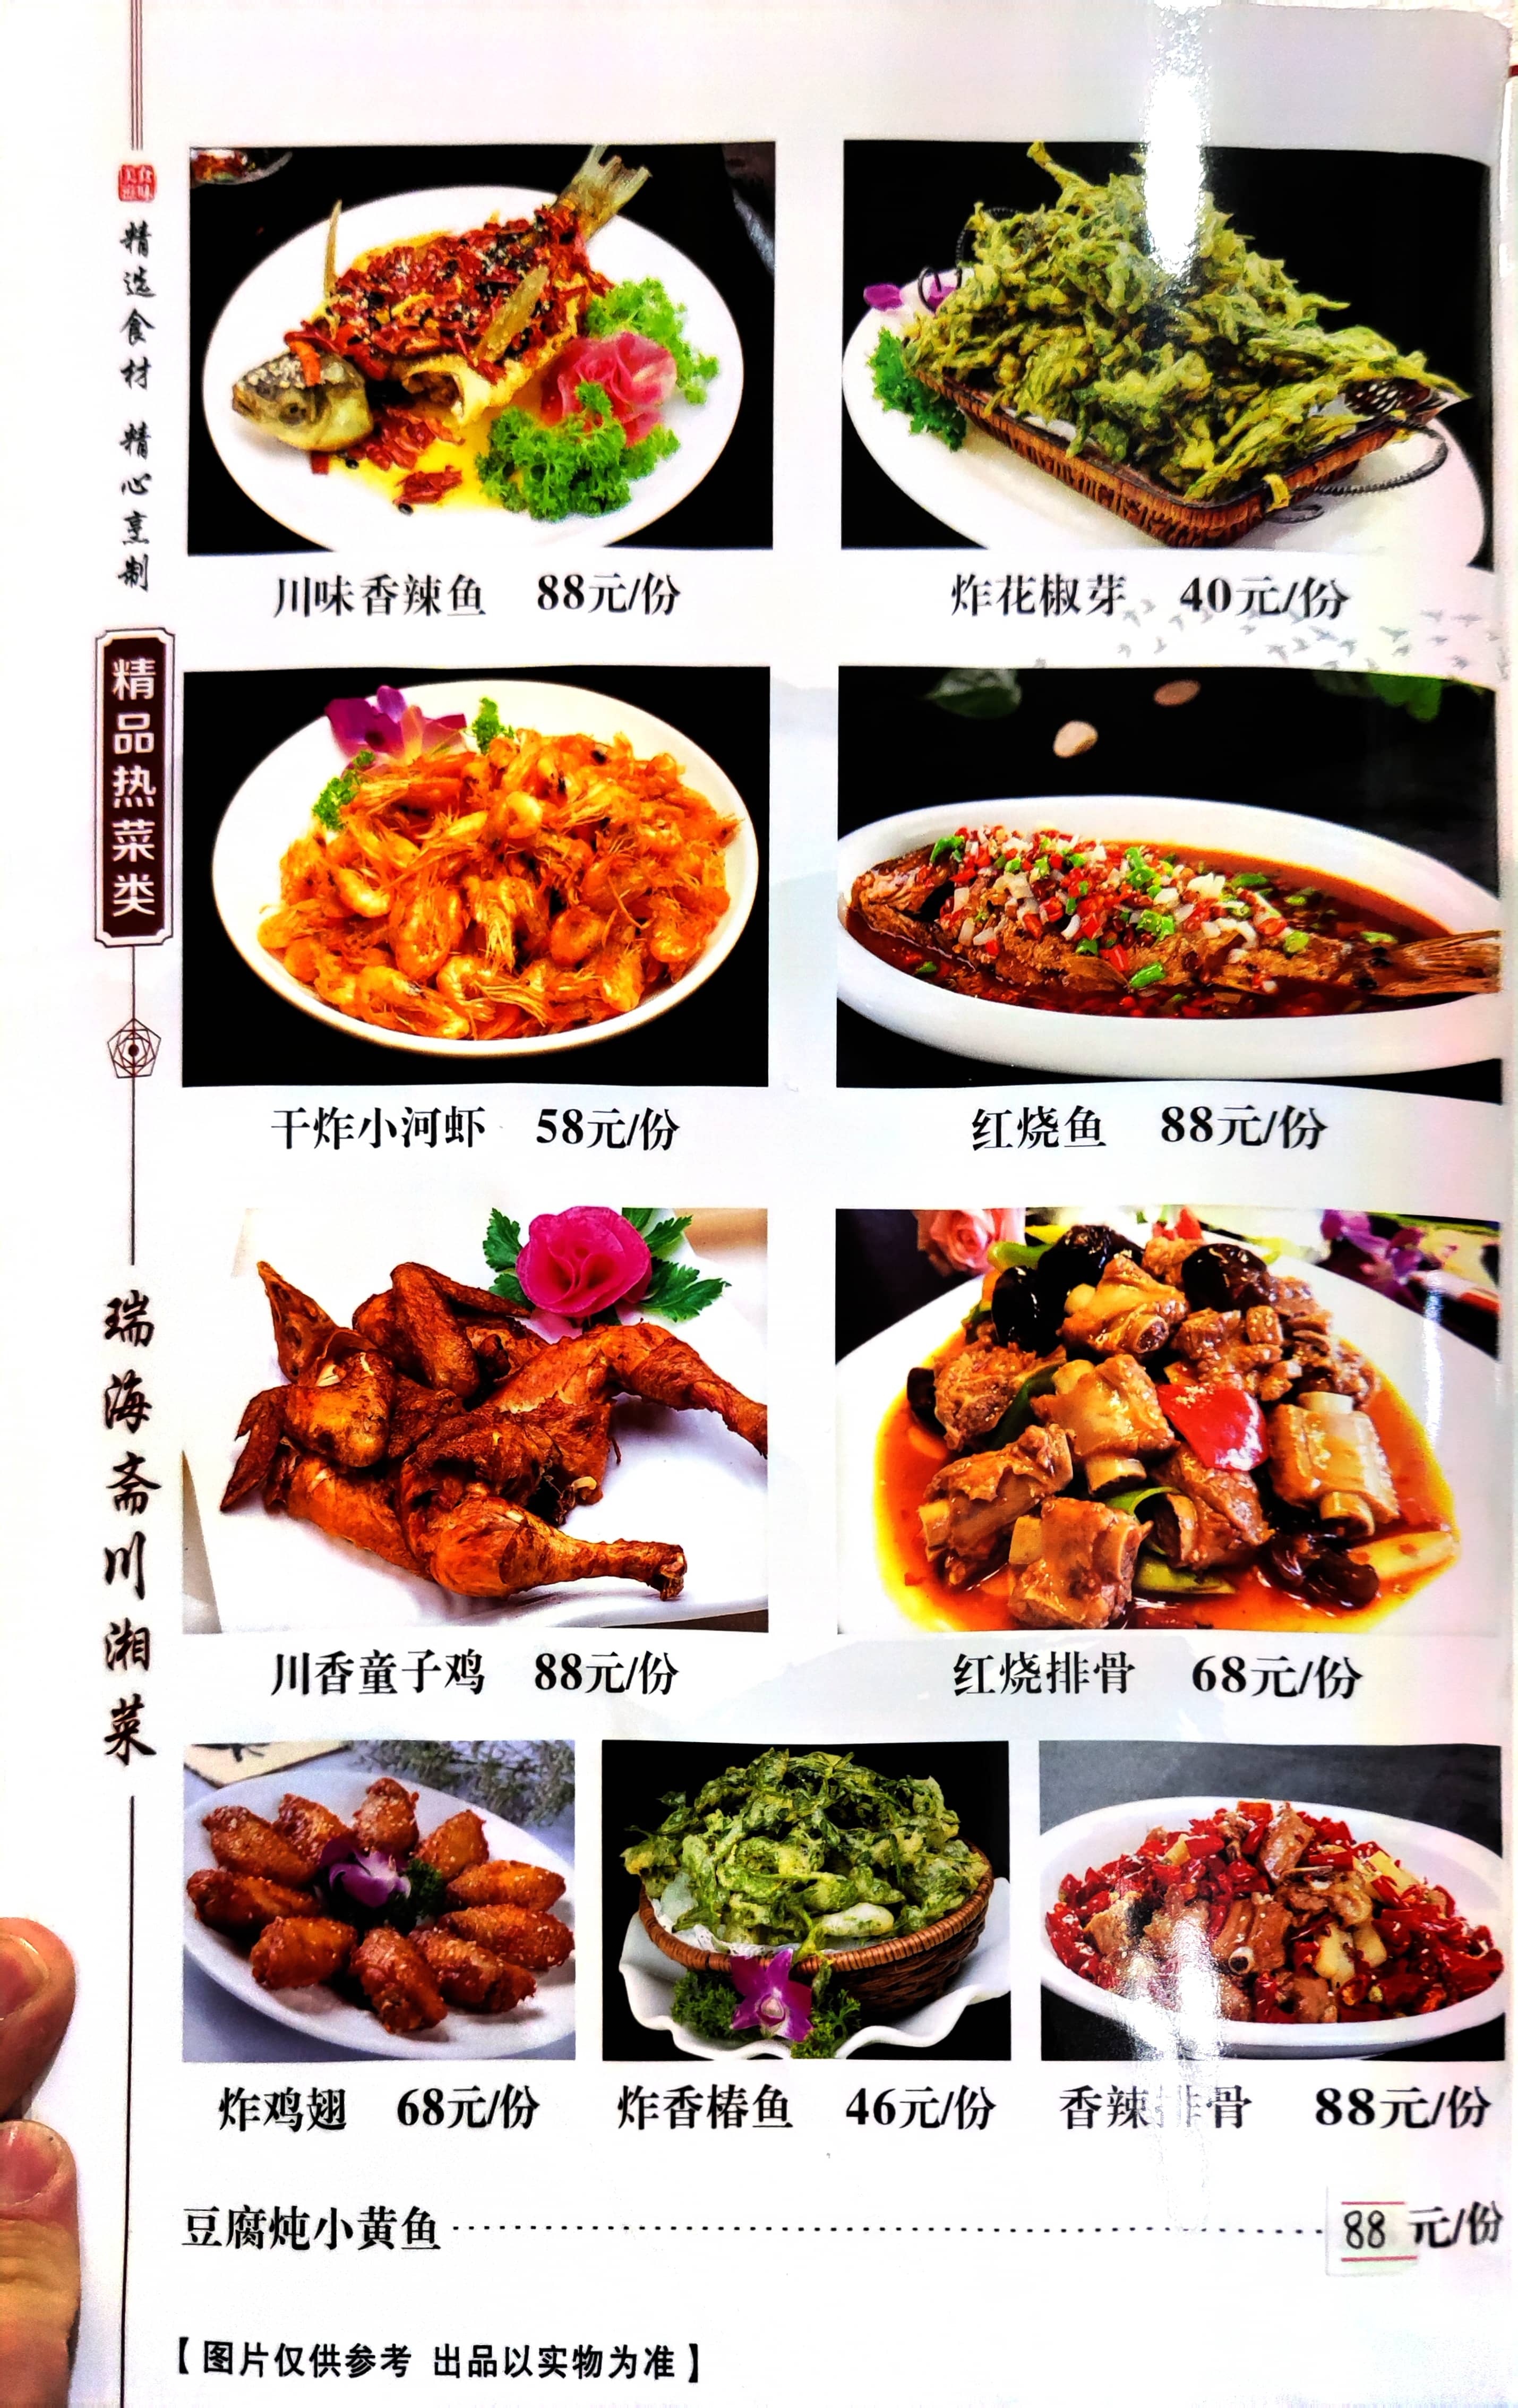 美食
精选食材 精心烹制
精品热菜类
瑞海斋川湘菜
川味香辣鱼 88元/份
炸花椒芽 40元/份
干炸小河虾 58元/份
红烧鱼 88元/份
川香童子鸡 88元/份
红烧排骨 68元/份
炸鸡翅 68元/份
炸香椿鱼 46元/份
香辣排骨 88元/份
豆腐炖小黄鱼 88 元/份
【图片仅供参考 出品以实物为准】